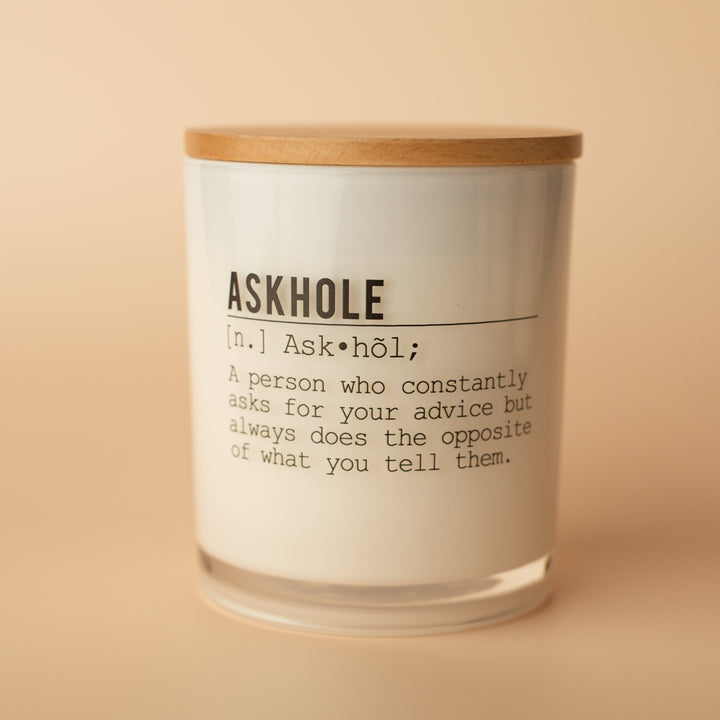 ASKHOLE
[n.] Ask•hõl;
A person who constantly
asks for your advice but
always does the opposite
of what you tell them.